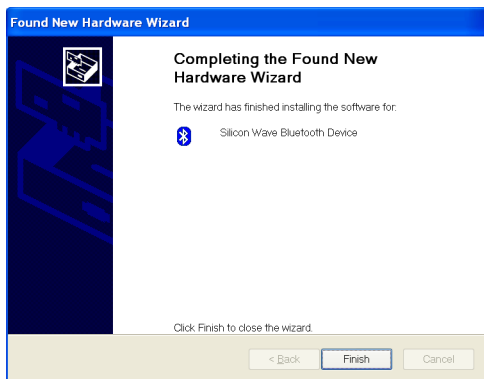 Found New Hardware Wizard
Completing the Found New
Hardware Wizard
The wizard has finished installing the software for:
Silicon Wave Bluetooth Device
Click Finish to close the wizard.
< Back
Finish
Cancel